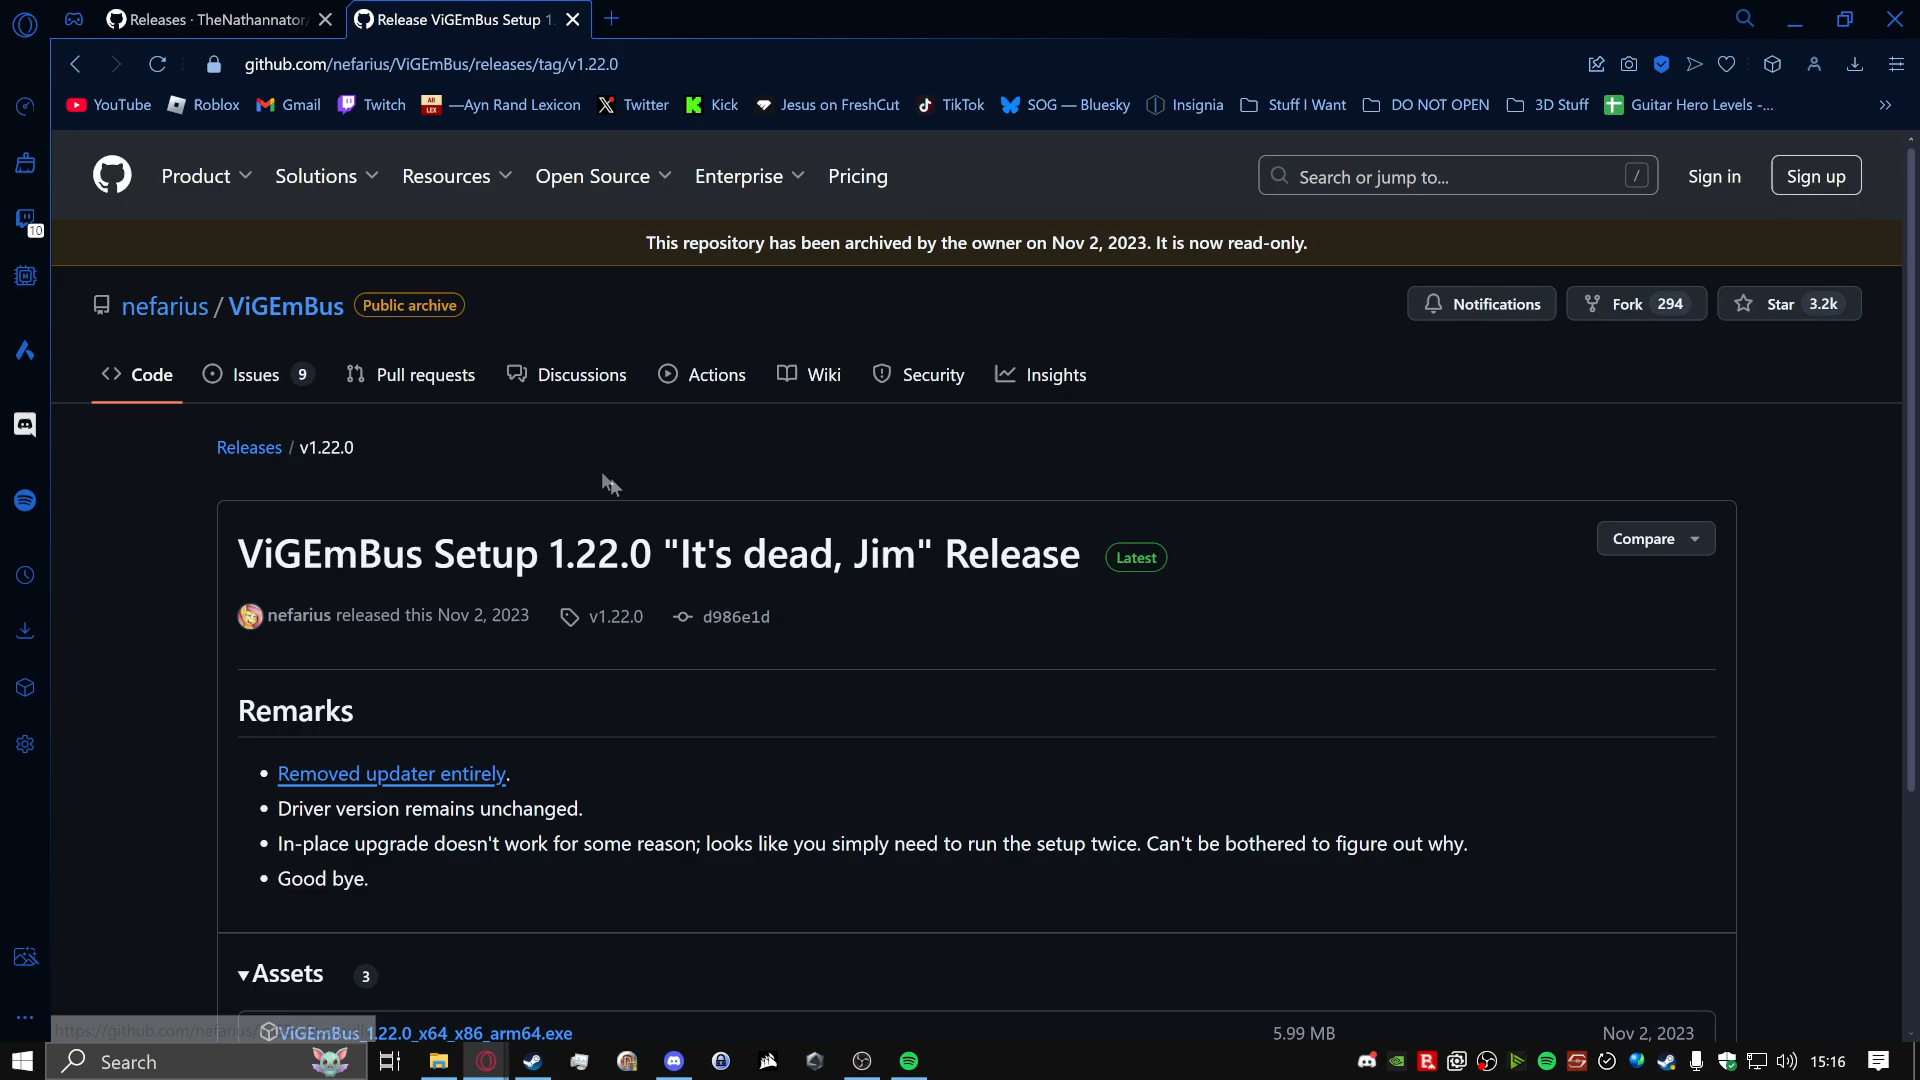 Releases · TheNathannator
Release ViGEmBus Setup 1.
github.com/nefarius/ViGEmBus/releases/tag/v1.22.0
YouTube
Roblox
Gmail
Twitch
AR LEX
—Ayn Rand Lexicon
Twitter
Kick
Jesus on FreshCut
TikTok
SOG — Bluesky
Insignia
Stuff I Want
DO NOT OPEN
3D Stuff
Guitar Hero Levels -...
Product
Solutions
Resources
Open Source
Enterprise
Pricing
Search or jump to...
/
Sign in
Sign up
10
This repository has been archived by the owner on Nov 2, 2023. It is now read-only.
nefarius / ViGEmBus
Public archive
Notifications
Fork 294
Star 3.2k
Code
Issues 9
Pull requests
Discussions
Actions
Wiki
Security
Insights
Releases / v1.22.0
ViGEmBus Setup 1.22.0 "It's dead, Jim" Release
Latest
Compare
nefarius released this Nov 2, 2023
v1.22.0
d986e1d
Remarks
Removed updater entirely.
Driver version remains unchanged.
In-place upgrade doesn't work for some reason; looks like you simply need to run the setup twice. Can't be bothered to figure out why.
Good bye.
Assets 3
ViGEmBus_1.22.0_x64_x86_arm64.exe
5.99 MB
Nov 2, 2023
Search
15:16